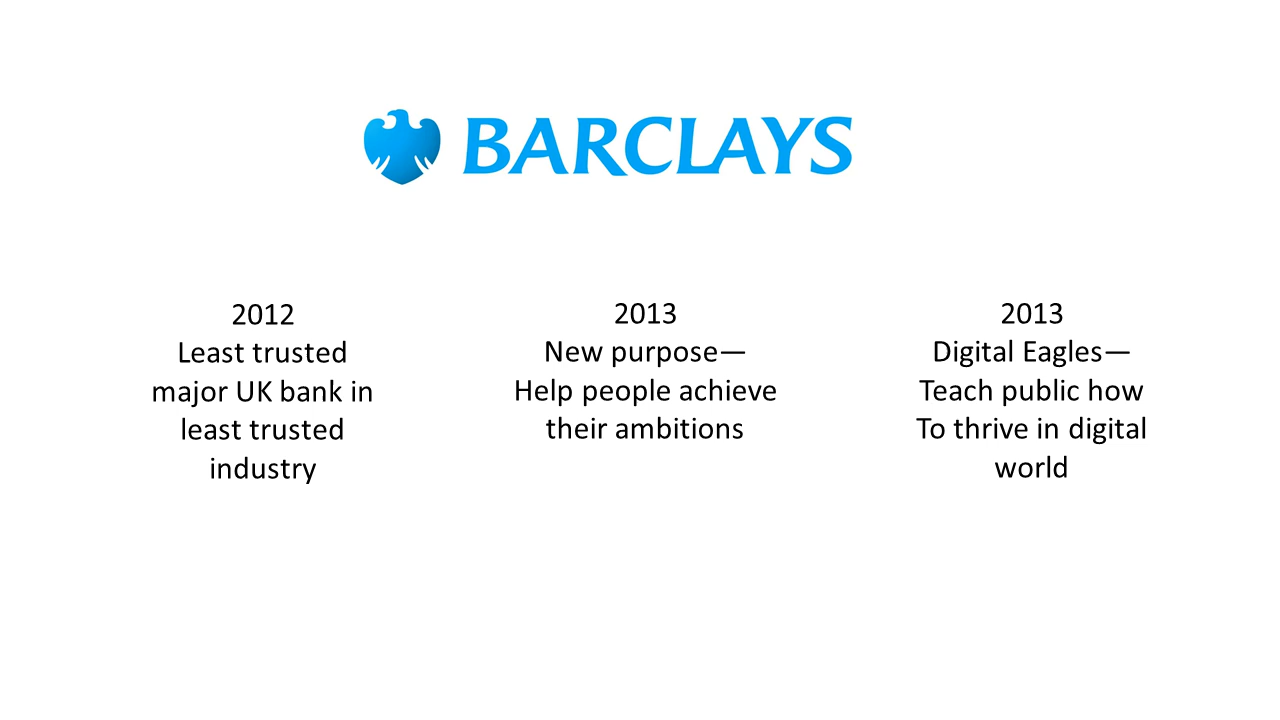 BARCLAYS
2012
Least trusted
major UK bank in
least trusted
industry
2013
New purpose—
Help people achieve
their ambitions
2013
Digital Eagles—
Teach public how
To thrive in digital
world